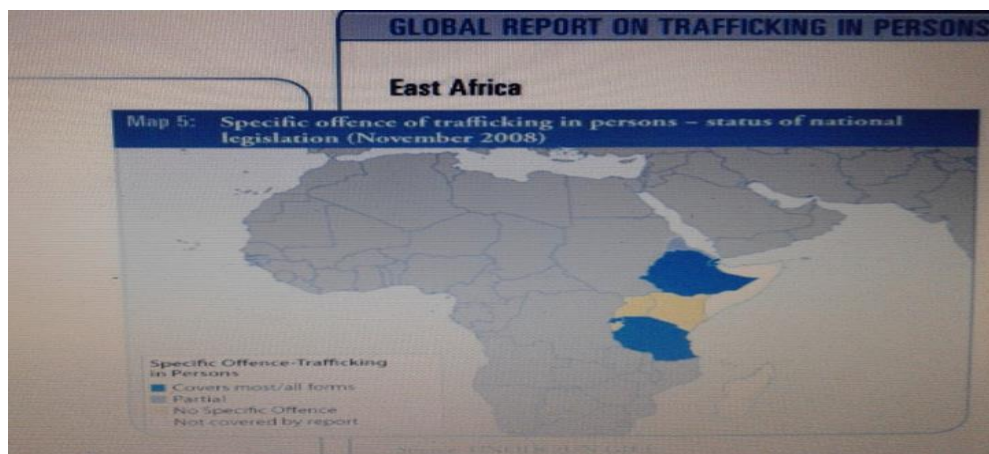 GLOBAL REPORT ON TRAFFICKING IN PERSONS
East Africa
Map 5: Specific offence of trafficking in persons – status of national
legislation (November 2008)
Specific Offence-Trafficking
in Persons
Covers most/all forms
Partial
No Specific Offence
Not covered by report